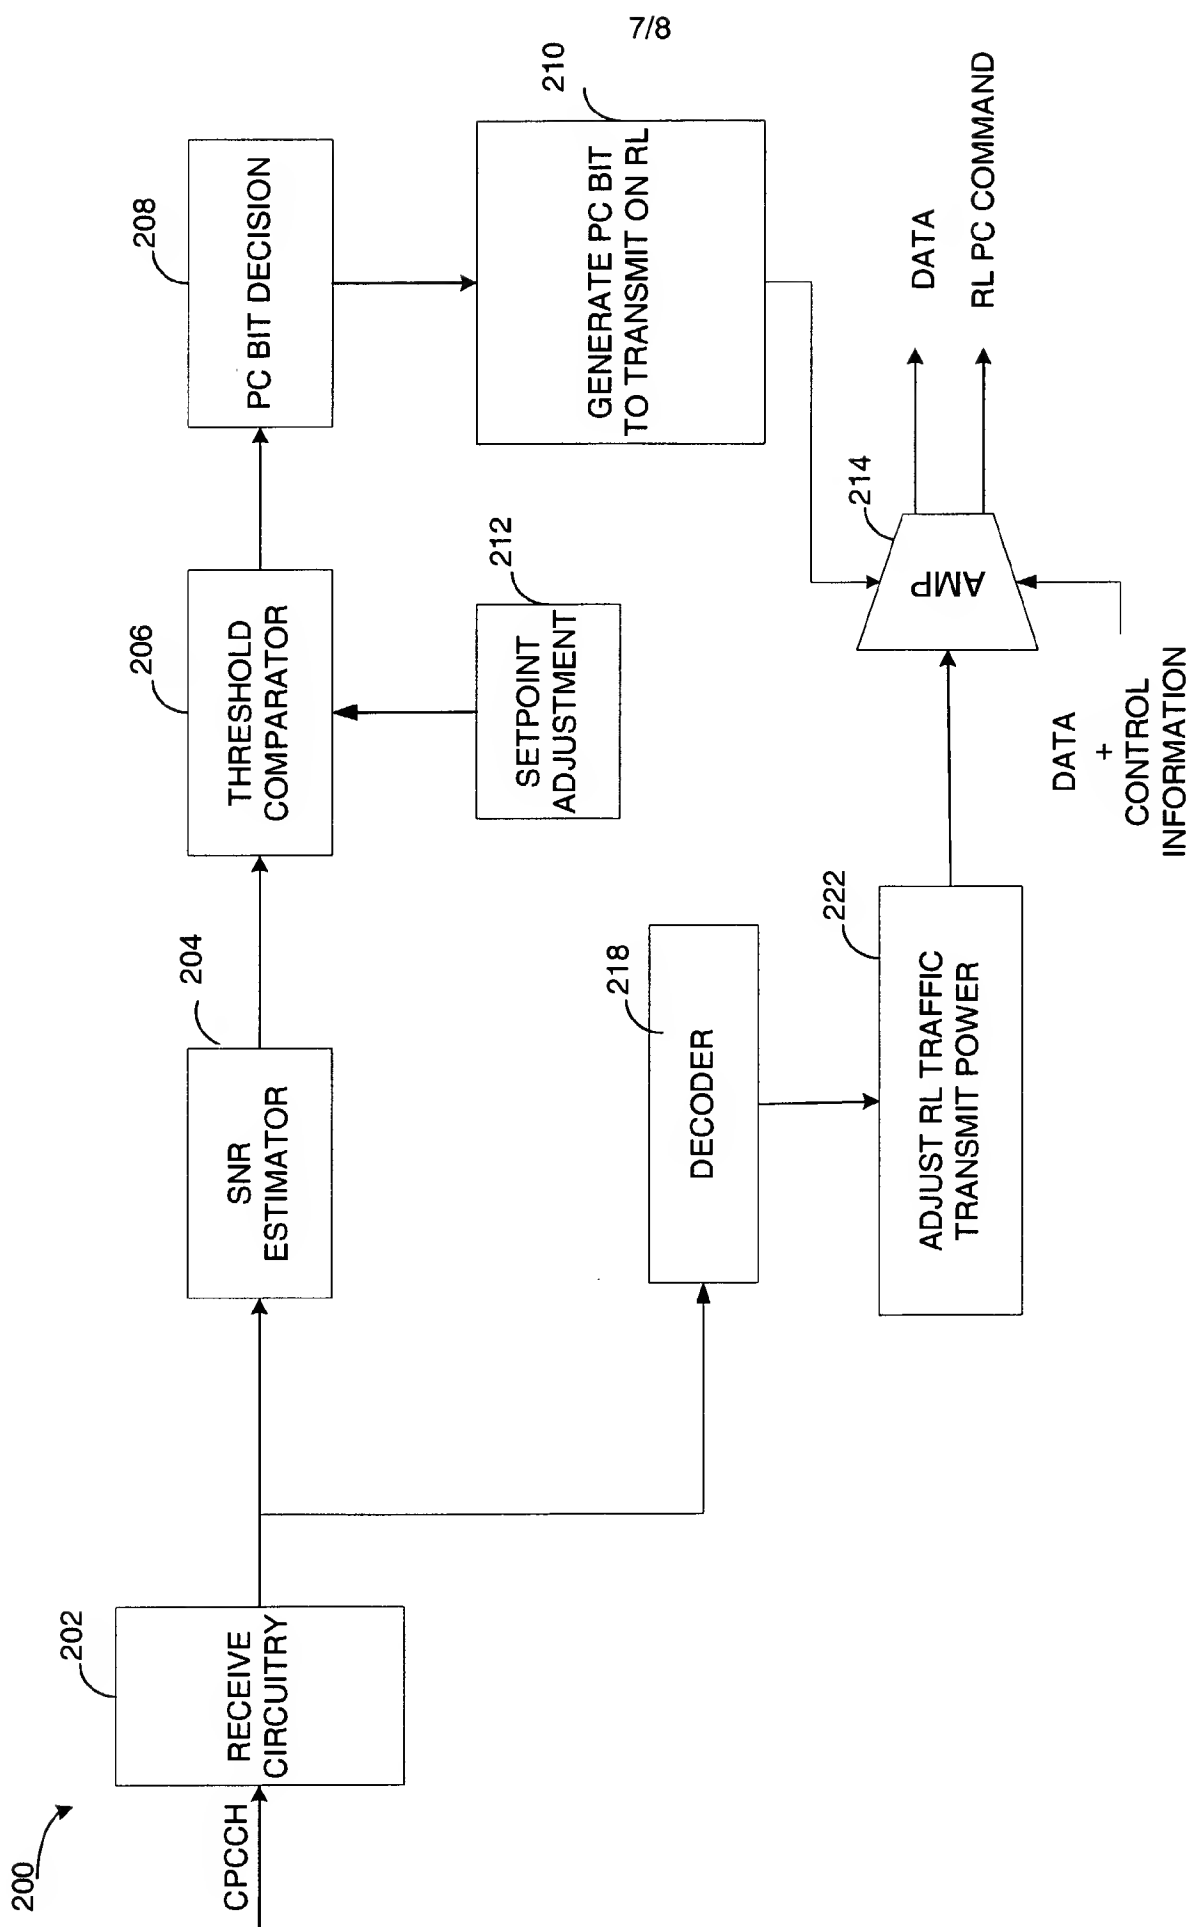 7/8
200
CPCCH
202
RECEIVE
CIRCUITRY
204
SNR
ESTIMATOR
206
THRESHOLD
COMPARATOR
208
PC BIT DECISION
210
GENERATE PC BIT
TO TRANSMIT ON RL
212
SETPOINT
ADJUSTMENT
218
DECODER
222
ADJUST RL TRAFFIC
TRANSMIT POWER
214
AMP
DATA
RL PC COMMAND
DATA
+
CONTROL
INFORMATION